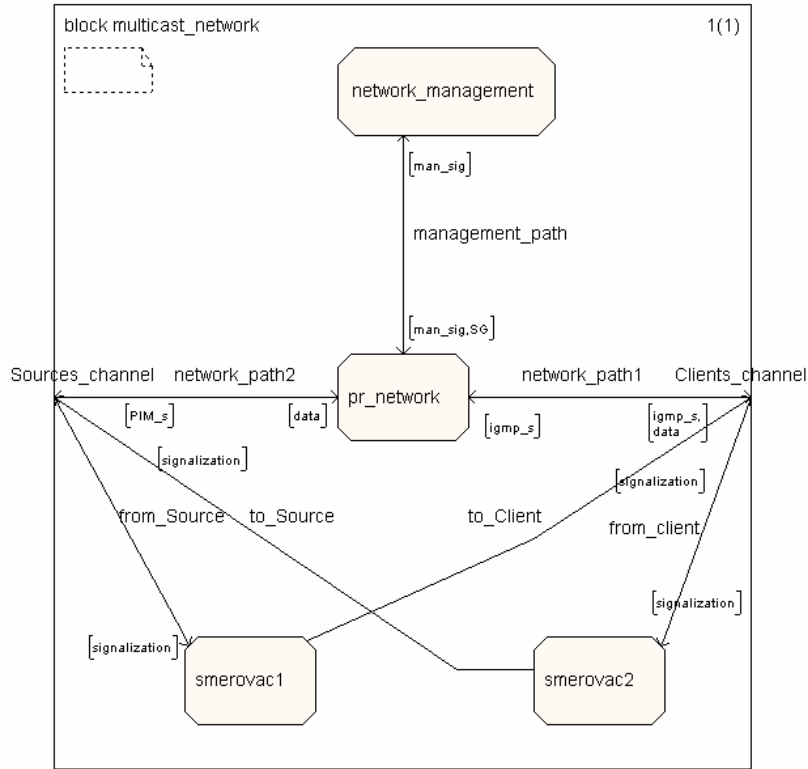 block multicast_network 1(1)
network_management
[man_sig]
management_path
[man_sig,SG]
Sources_channel network_path2 network_path1 Clients_channel
pr_network
[PIM_s] [data] [igmp_s] [igmp_s,
data]
[signalization] [signalization]
from_Source to_Source to_Client from_client
[signalization] [signalization]
smerovac1 smerovac2